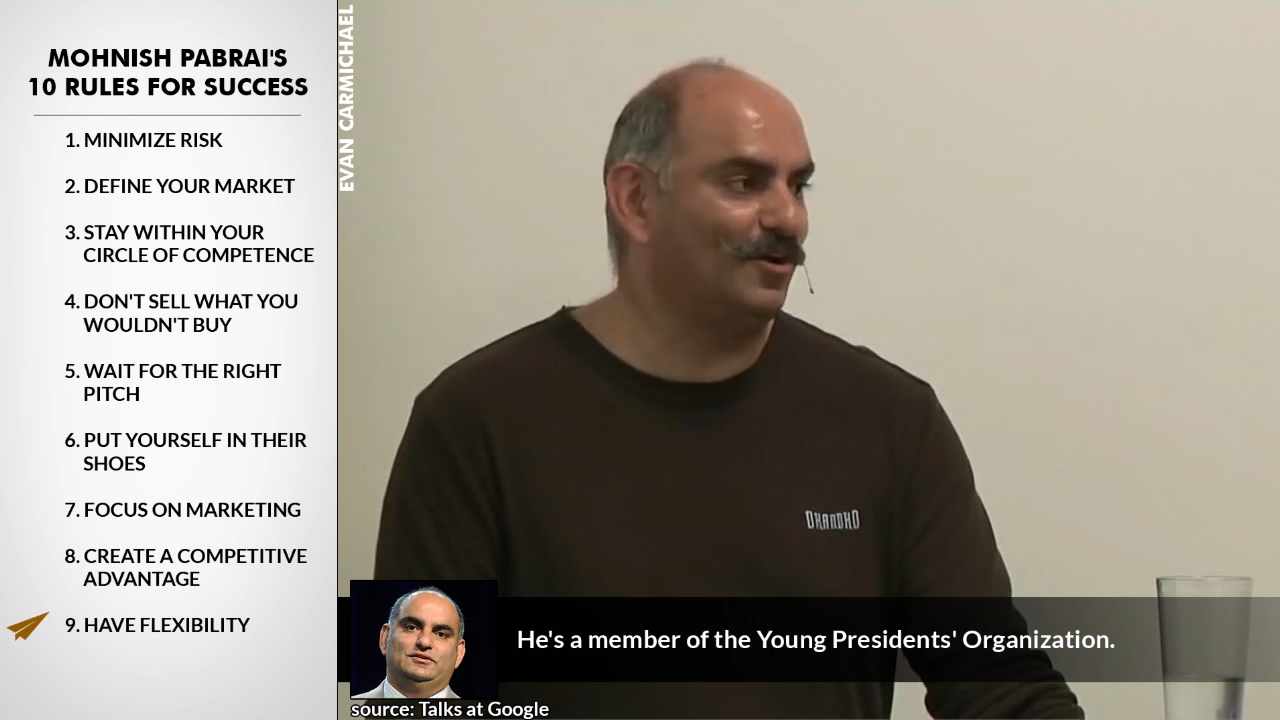 MOHNISH PABRAI'S
10 RULES FOR SUCCESS
1. MINIMIZE RISK
2. DEFINE YOUR MARKET
3. STAY WITHIN YOUR
CIRCLE OF COMPETENCE
4. DON'T SELL WHAT YOU
WOULDN'T BUY
5. WAIT FOR THE RIGHT
PITCH
6. PUT YOURSELF IN THEIR
SHOES
7. FOCUS ON MARKETING
8. CREATE A COMPETITIVE
ADVANTAGE
9. HAVE FLEXIBILITY
EVAN CARMICHAEL
DHANDHO
He's a member of the Young Presidents' Organization.
source: Talks at Google